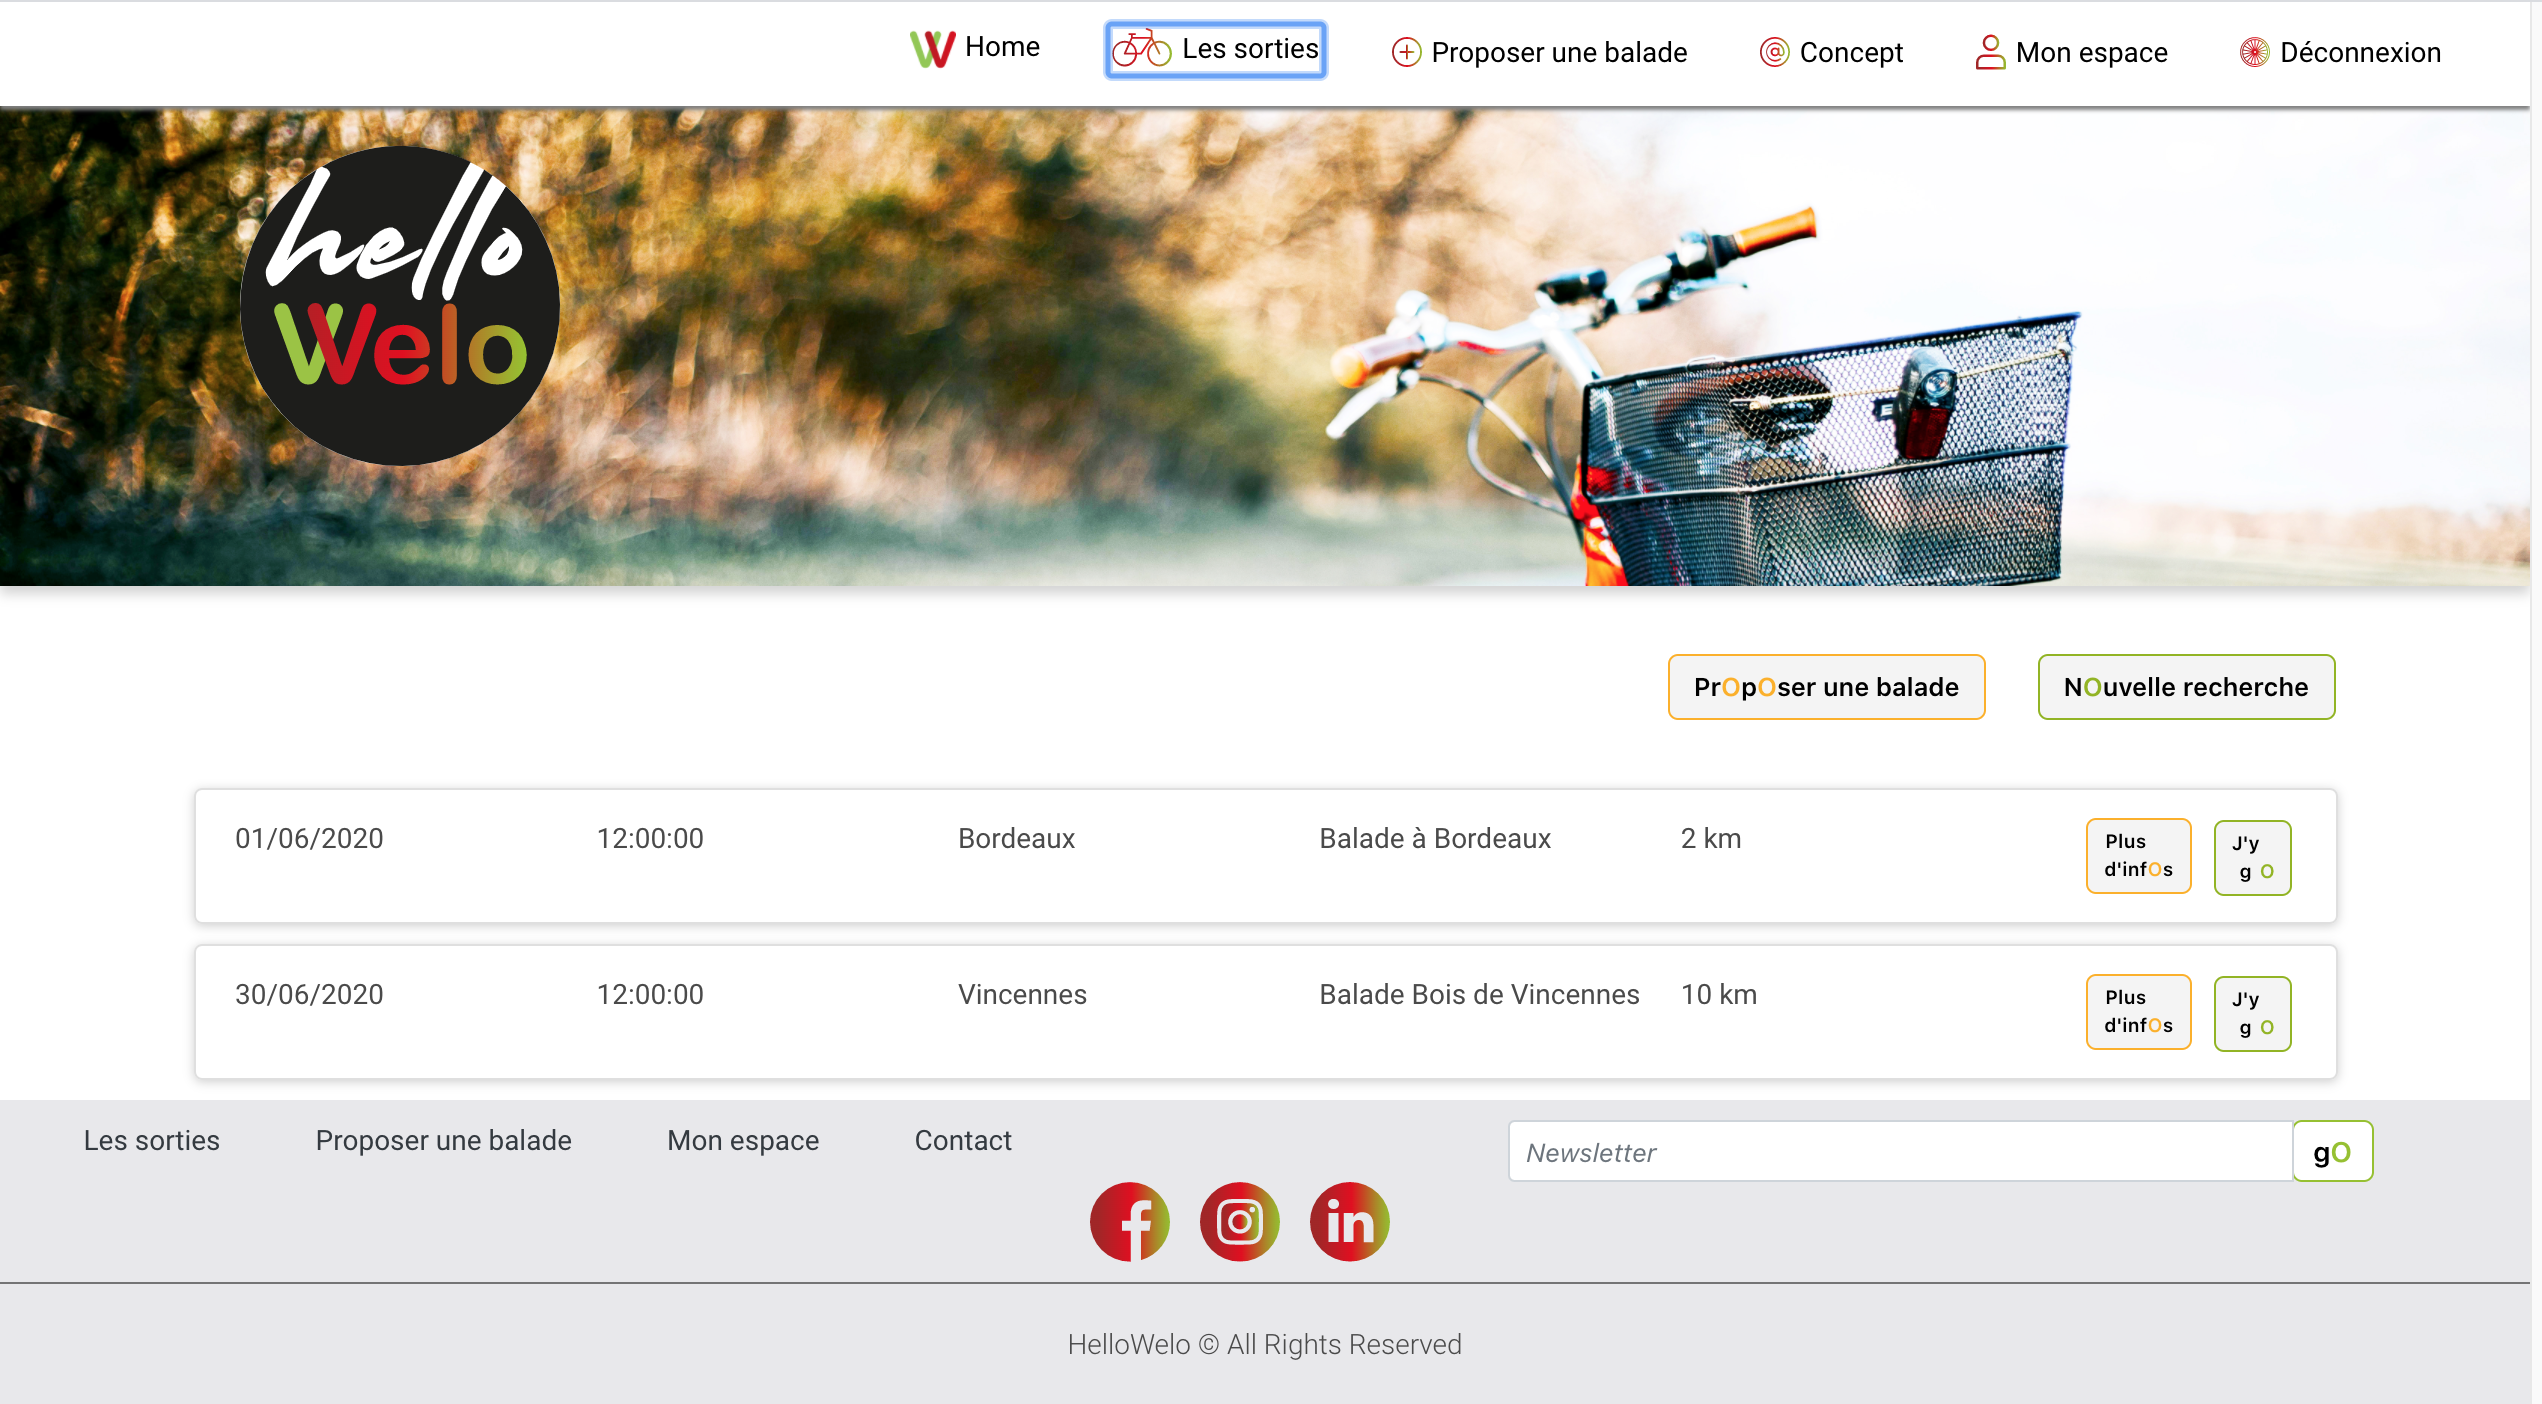 Home
Les sorties
Proposer une balade
Concept
Mon espace
Déconnexion
hello
Welo
PrOpOser une balade
NOuvelle recherche
01/06/2020
12:00:00
Bordeaux
Balade à Bordeaux
2 km
Plus
d'infOs
J'y
g O
30/06/2020
12:00:00
Vincennes
Balade Bois de Vincennes
10 km
Plus
d'infOs
J'y
g O
Les sorties
Proposer une balade
Mon espace
Contact
Newsletter
gO
HelloWelo © All Rights Reserved